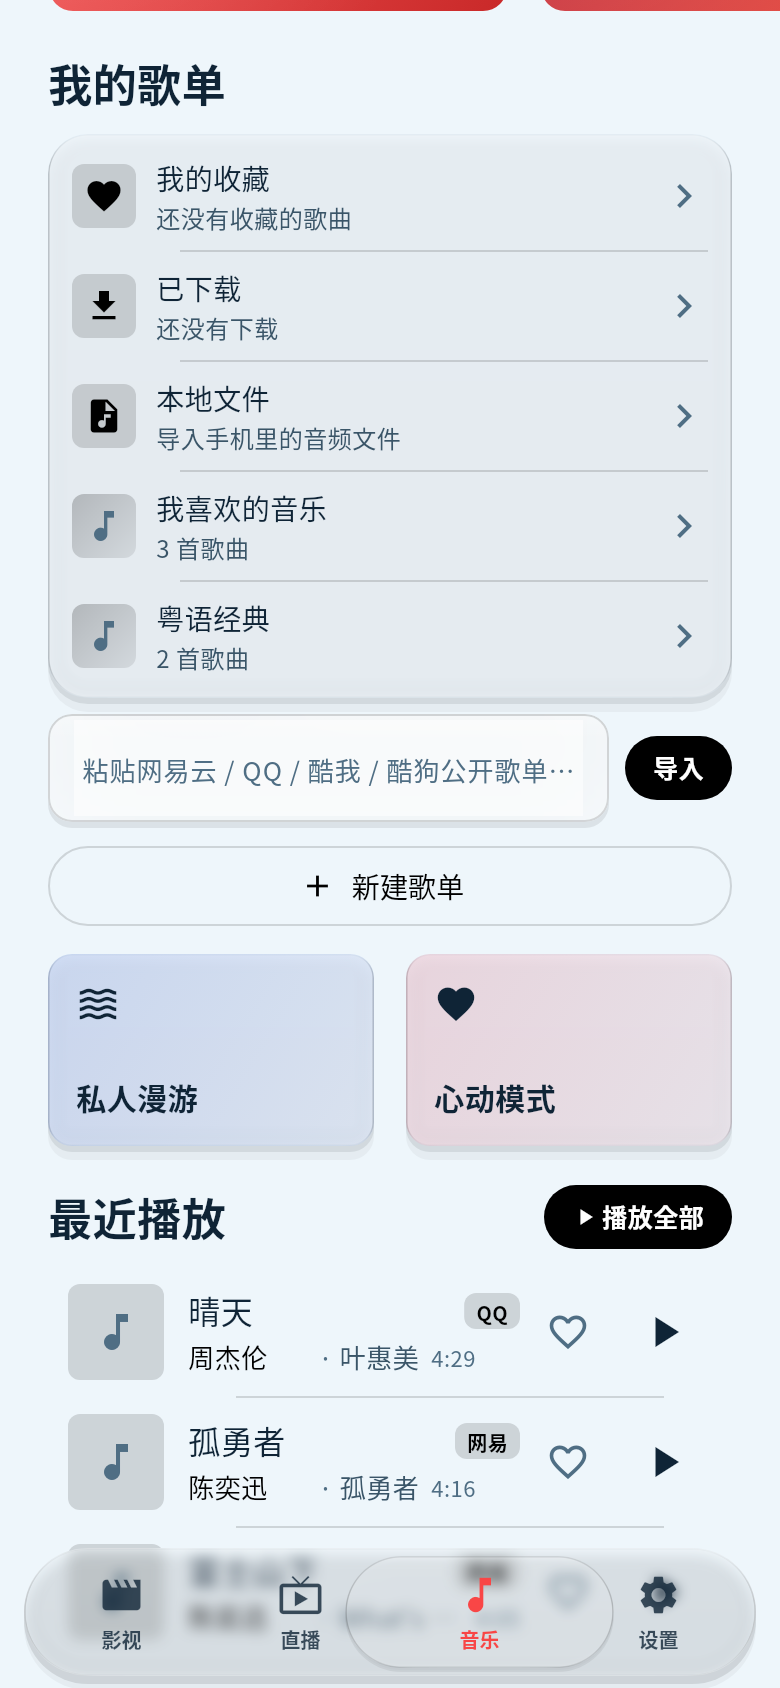 我的歌单
我的收藏
还没有收藏的歌曲
已下载
还没有下载
本地文件
导入手机里的音频文件
我喜欢的音乐
3 首歌曲
粤语经典
2 首歌曲
粘贴网易云 / QQ / 酷我 / 酷狗公开歌单…
导入
新建歌单
私人漫游
心动模式
最近播放
播放全部
晴天
QQ
周杰伦 · 叶惠美 4:29
孤勇者
网易
陈奕迅 · 孤勇者 4:16
影视
直播
音乐
设置